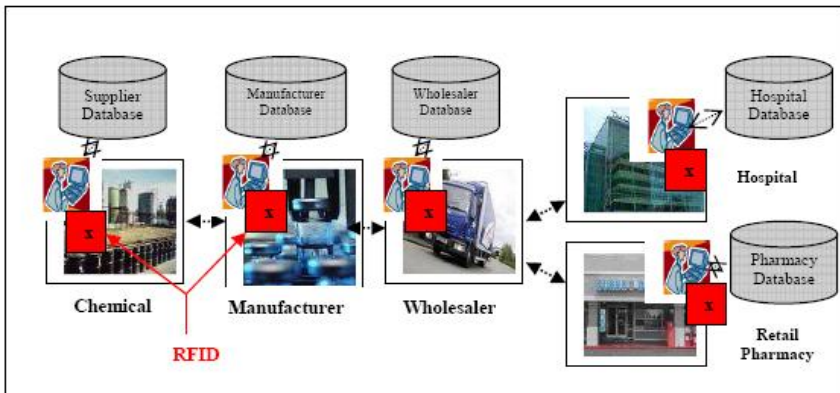 Supplier
Database
Manufacturer
Database
Wholesaler
Database
Hospital
Database
x
x
x
x
Hospital
Pharmacy
Database
x
Chemical
Manufacturer
Wholesaler
Retail
Pharmacy
RFID